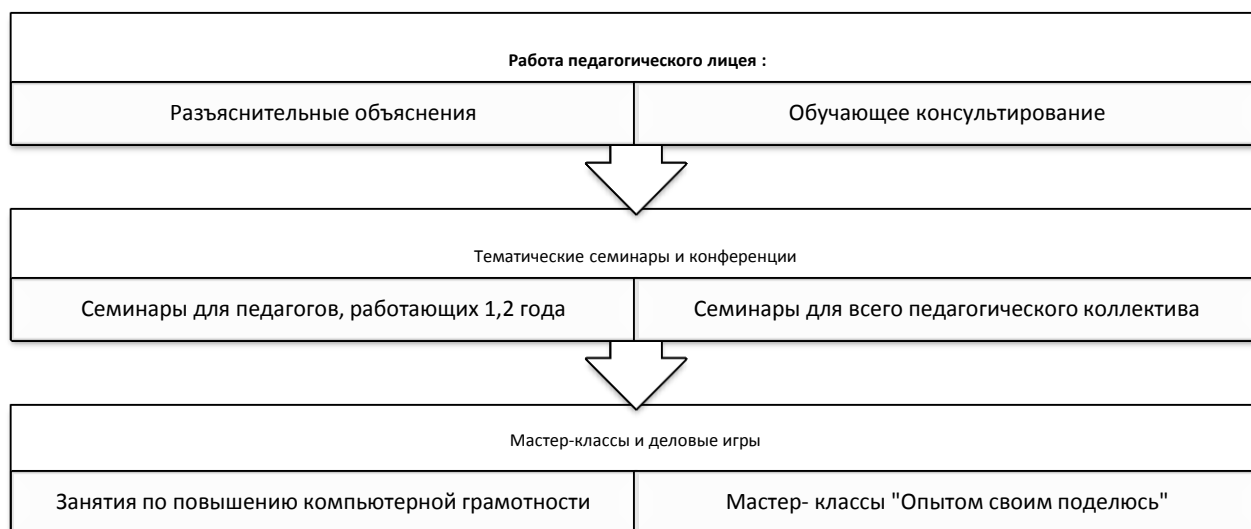 Работа педагогического лицея :
Разъяснительные объяснения
Обучающее консультирование
Тематические семинары и конференции
Семинары для педагогов, работающих 1,2 года
Семинары для всего педагогического коллектива
Мастер-классы и деловые игры
Занятия по повышению компьютерной грамотности
Мастер- классы "Опытом своим поделюсь"